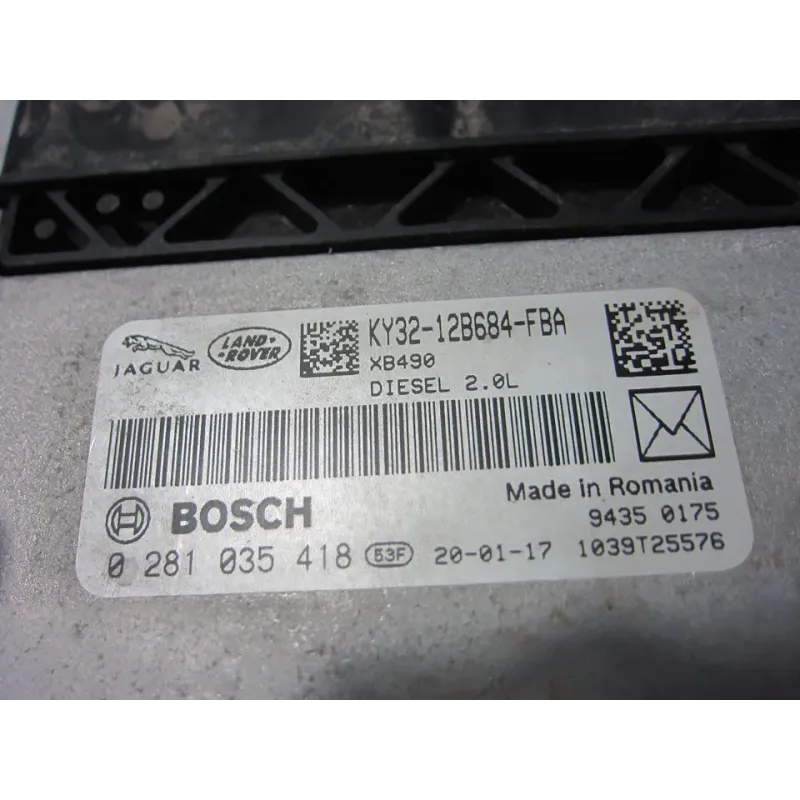 JAGUAR
LAND ROVER
KY32-12B684-FBA
XB490
DIESEL 2.0L
Made in Romania
BOSCH
9435 0175
0 281 035 418 53F 20-01-17 1039T25576